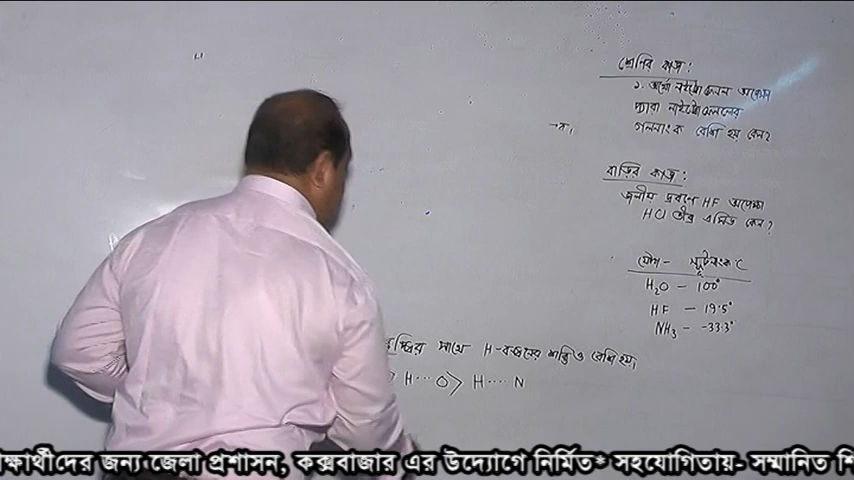 শ্রেণির কাজ:
১. অর্থো নাইট্রোফেনল অপেক্ষা
প্যারা নাইট্রোফেনলের
গলনাংক বেশি হয় কেন?
বাড়ির কাজ:
জলীয় দ্রবণে HF অপেক্ষা
HCl তীব্র এসিড কেন?
যৌগ - স্ফুটনাংক °C
H₂O - 100°
HF - 19.5°
NH₃ - -33.3°
সাথে H-বন্ধনের শক্তিও বেশি হয়।
> H···O > H···· N
ক্ষার্থীদের জন্য জেলা প্রশাসন, কক্সবাজার এর উদ্যোগে নির্মিত* সহযোগিতায়- সম্মানিত শি